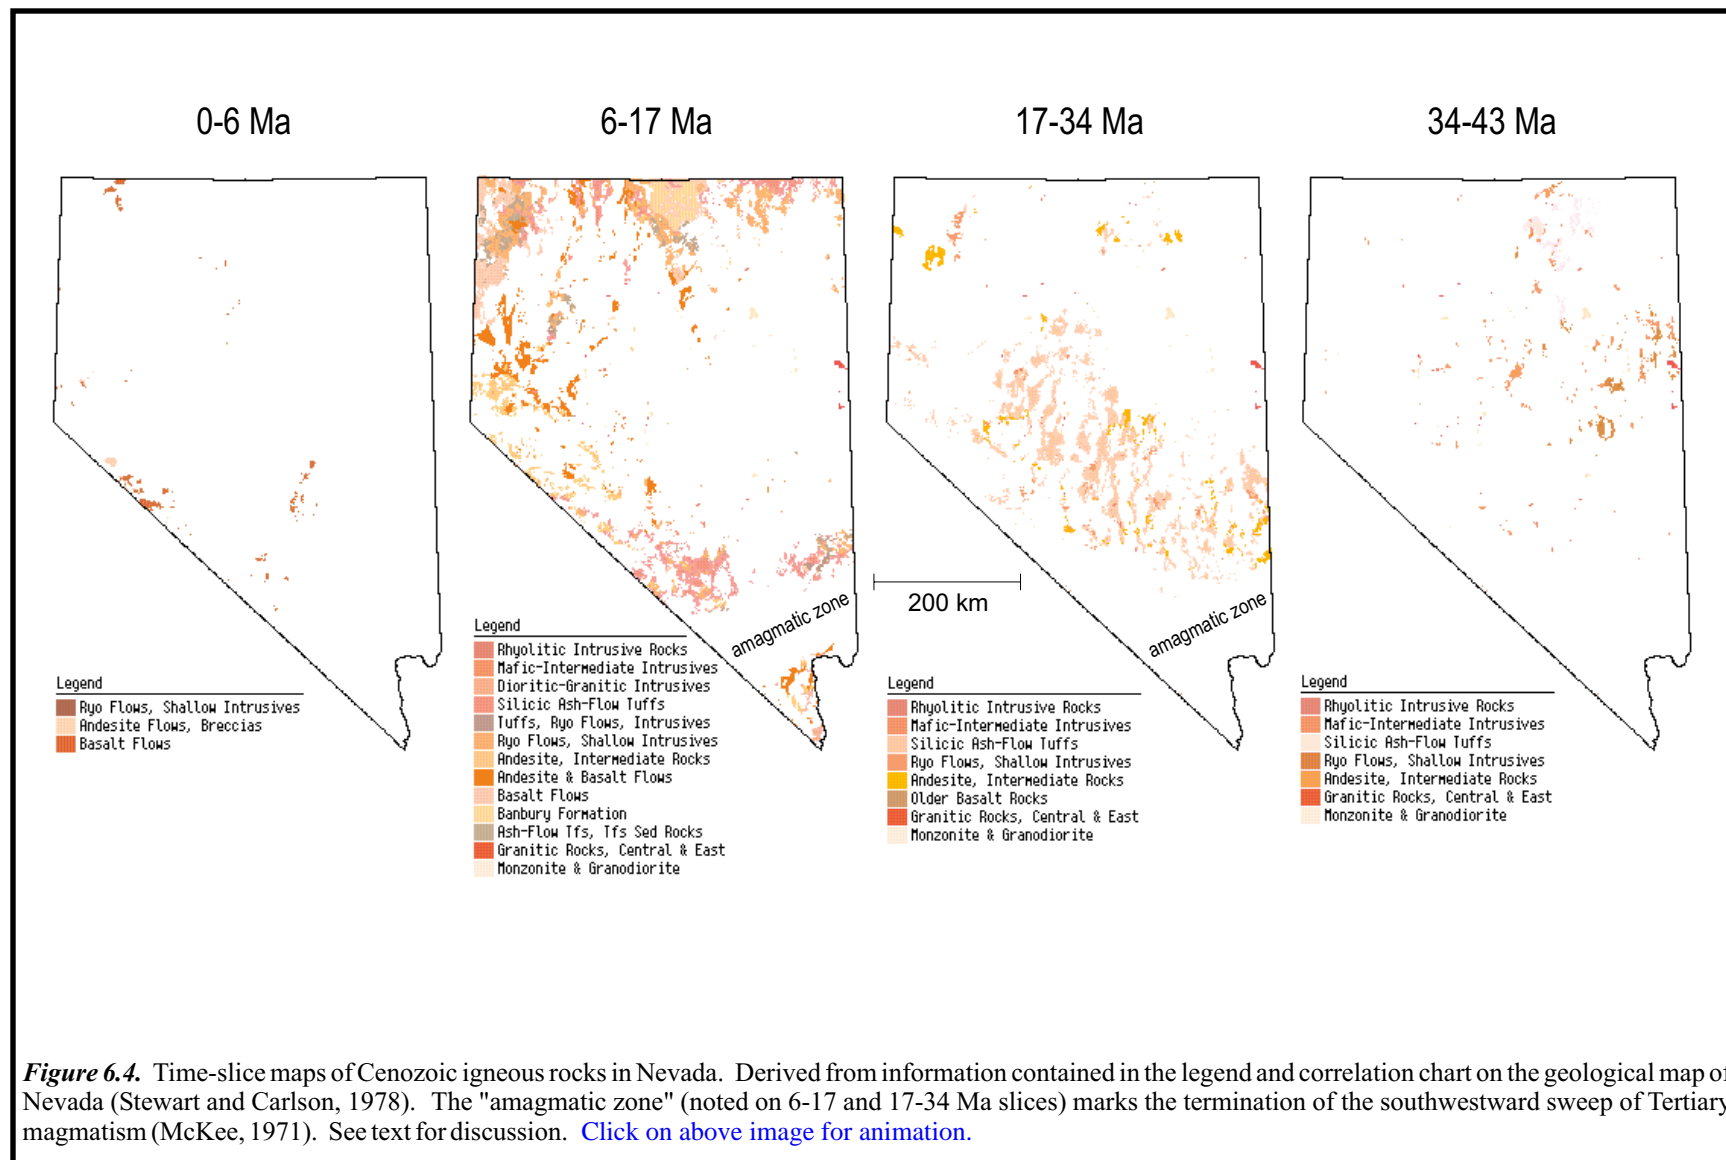 0-6 Ma
6-17 Ma
17-34 Ma
34-43 Ma
200 km
amagmatic zone
amagmatic zone
Legend
Ryo Flows, Shallow Intrusives
Andesite Flows, Breccias
Basalt Flows
Legend
Rhyolitic Intrusive Rocks
Mafic-Intermediate Intrusives
Dioritic-Granitic Intrusives
Silicic Ash-Flow Tuffs
Tuffs, Ryo Flows, Intrusives
Ryo Flows, Shallow Intrusives
Andesite, Intermediate Rocks
Andesite & Basalt Flows
Basalt Flows
Banbury Formation
Ash-Flow Tfs, Tfs Sed Rocks
Granitic Rocks, Central & East
Monzonite & Granodiorite
Legend
Rhyolitic Intrusive Rocks
Mafic-Intermediate Intrusives
Silicic Ash-Flow Tuffs
Ryo Flows, Shallow Intrusives
Andesite, Intermediate Rocks
Older Basalt Rocks
Granitic Rocks, Central & East
Monzonite & Granodiorite
Legend
Rhyolitic Intrusive Rocks
Mafic-Intermediate Intrusives
Silicic Ash-Flow Tuffs
Ryo Flows, Shallow Intrusives
Andesite, Intermediate Rocks
Granitic Rocks, Central & East
Monzonite & Granodiorite
Figure 6.4. Time-slice maps of Cenozoic igneous rocks in Nevada. Derived from information contained in the legend and correlation chart on the geological map of
Nevada (Stewart and Carlson, 1978). The "amagmatic zone" (noted on 6-17 and 17-34 Ma slices) marks the termination of the southwestward sweep of Tertiary
magmatism (McKee, 1971). See text for discussion. Click on above image for animation.